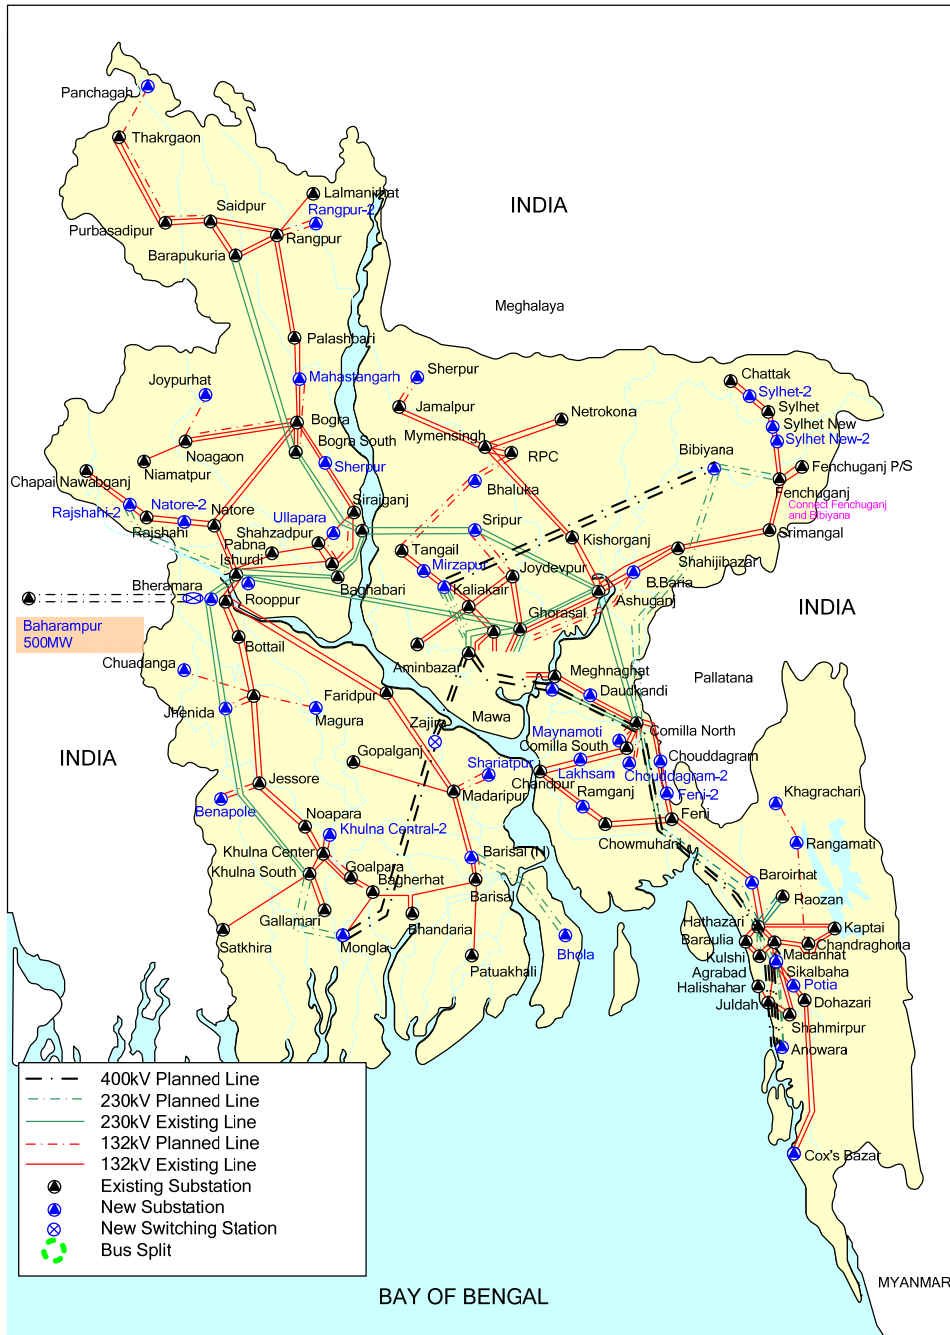 Panchagah
Thakrgaon
Lalmanirhat
Saidpur
Rangpur-2
INDIA
Purbasadipur
Rangpur
Barapukuria
Meghalaya
Palashbari
Joypurhat
Mahastangarh
Sherpur
Chattak
Sylhet-2
Jamalpur
Netrokona
Sylhet
Bogra
Sylhet New
Mymensingh
Sylhet New-2
Bogra South
RPC
Bibiyana
Noagaon
Niamatpur
Sherpur
Fenchuganj P/S
Chapai Nawabganj
Bhaluka
Fenchuganj
Connect Fenchuganj
and Bibiyana
Sirajganj
Rajshahi-2
Natore-2
Natore
Ullapara
Sripur
Rajshahi
Shahzadpur
Srimangal
Kishorganj
Pabna
Tangail
Shahijibazar
Ishurdi
Mirzapur
Joydevpur
Bheramara
Rooppur
Baghabari
Kaliakair
B.Baria
Ashuganj
INDIA
Ghorasal
Baharampur
500MW
Bottail
Aminbazar
Chuadanga
Meghnaghat
Pallatana
Faridpur
Daudkandi
Jhenida
Magura
Zajira
Mawa
Maynamoti
Comilla North
INDIA
Gopalganj
Comilla South
Chouddagram
Shariatpur
Lakhsam
Chouddagram-2
Jessore
Chandpur
Madaripur
Ramganj
Feni-2
Khagrachari
Benapole
Noapara
Feni
Khulna Central-2
Chowmuhani
Rangamati
Khulna Center
Barisal (N)
Khulna South
Goalpara
Baroirhat
Bagherhat
Barisal
Raozan
Gallamari
Bhandaria
Hathazari
Kaptai
Satkhira
Mongla
Baraulia
Chandraghona
Bhola
Madanhat
Patuakhali
Kulshi
Sikalbaha
Agrabad
Halishahar
Potia
Juldah
Dohazari
Shahmirpur
Anowara
400kV Planned Line
230kV Planned Line
230kV Existing Line
132kV Planned Line
132kV Existing Line
Existing Substation
New Substation
New Switching Station
Bus Split
Cox's Bazar
MYANMAR
BAY OF BENGAL